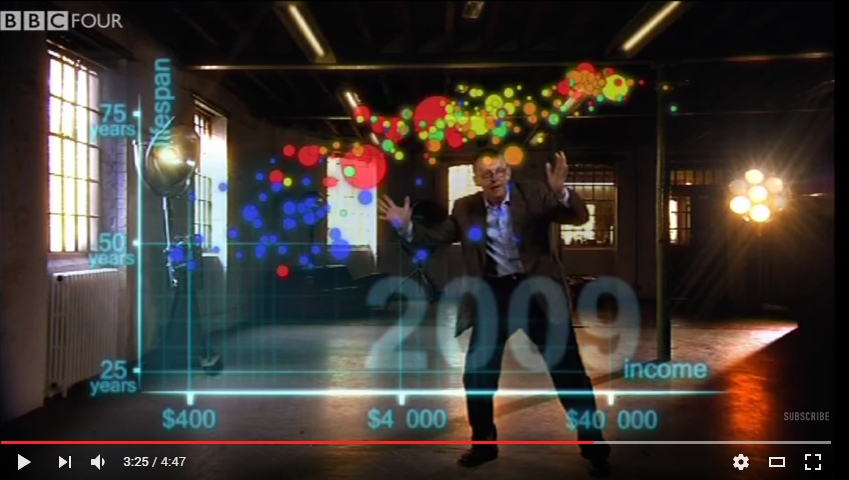 BBC FOUR
lifespan
75
years
50
years
25
years
2009
income
$400
$4 000
$40 000
SUBSCRIBE
3:25 / 4:47